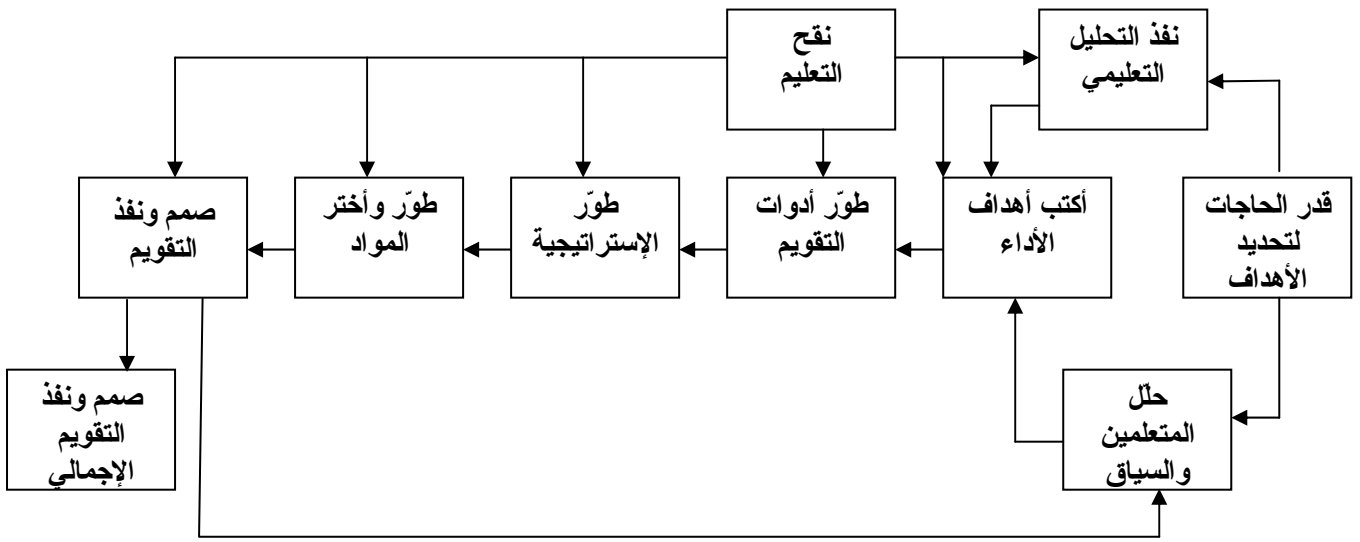 نقح
التعليم
نفذ التحليل
التعليمي
قدر الحاجات
لتحديد
الأهداف
أكتب أهداف
الأداء
طوّر أدوات
التقويم
طوّر
الإستراتيجية
طوّر وأختر
المواد
صمم ونفذ
التقويم
حلّل
المتعلمين
والسياق
صمم ونفذ
التقويم
الإجمالي